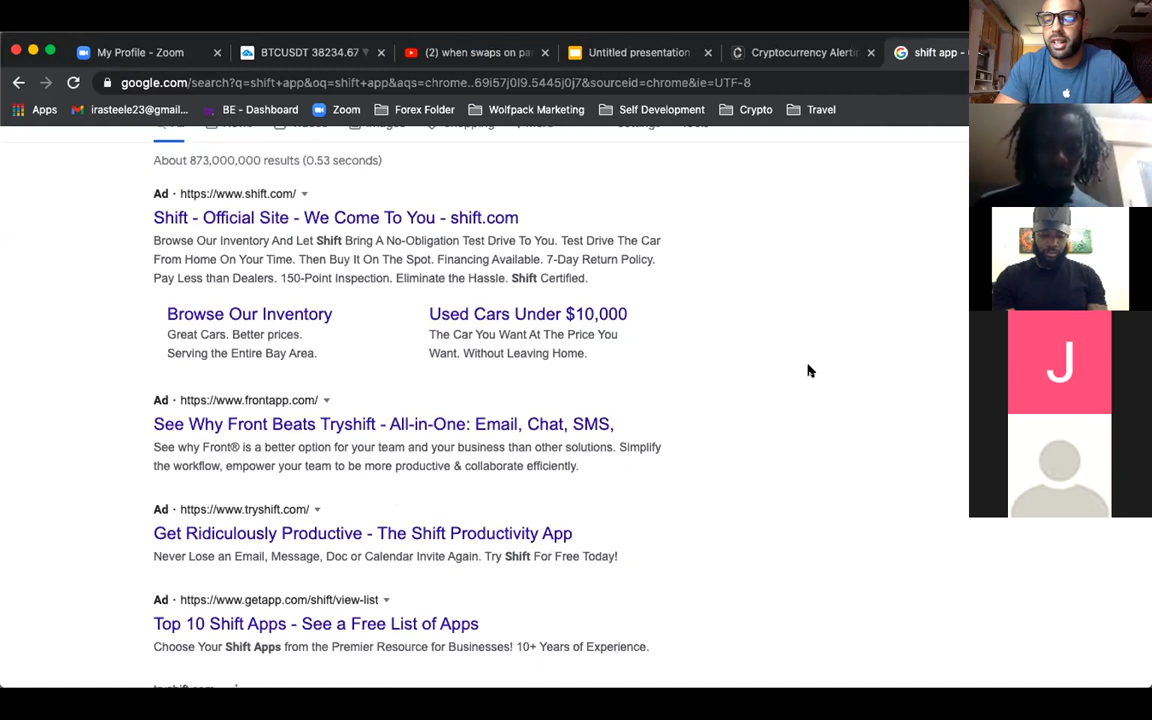 My Profile - Zoom
BTCUSDT 38234.67
(2) when swaps on pa
Untitled presentation
Cryptocurrency Alerti
shift app -
google.com/search?q=shift+app&oq=shift+app&aqs=chrome..69i57j0l9.5445j0j7&sourceid=chrome&ie=UTF-8
Apps
irasteele23@gmail...
BE - Dashboard
Zoom
Forex Folder
Wolfpack Marketing
Self Development
Crypto
Travel
About 873,000,000 results (0.53 seconds)
Ad · https://www.shift.com/
Shift - Official Site - We Come To You - shift.com
Browse Our Inventory And Let Shift Bring A No-Obligation Test Drive To You. Test Drive The Car
From Home On Your Time. Then Buy It On The Spot. Financing Available. 7-Day Return Policy.
Pay Less than Dealers. 150-Point Inspection. Eliminate the Hassle. Shift Certified.
Browse Our Inventory
Great Cars. Better prices.
Serving the Entire Bay Area.
Used Cars Under $10,000
The Car You Want At The Price You
Want. Without Leaving Home.
Ad · https://www.frontapp.com/
See Why Front Beats Tryshift - All-in-One: Email, Chat, SMS,
See why Front® is a better option for your team and your business than other solutions. Simplify
the workflow, empower your team to be more productive & collaborate efficiently.
Ad · https://www.tryshift.com/
Get Ridiculously Productive - The Shift Productivity App
Never Lose an Email, Message, Doc or Calendar Invite Again. Try Shift For Free Today!
Ad · https://www.getapp.com/shift/view-list
Top 10 Shift Apps - See a Free List of Apps
Choose Your Shift Apps from the Premier Resource for Businesses! 10+ Years of Experience.
J